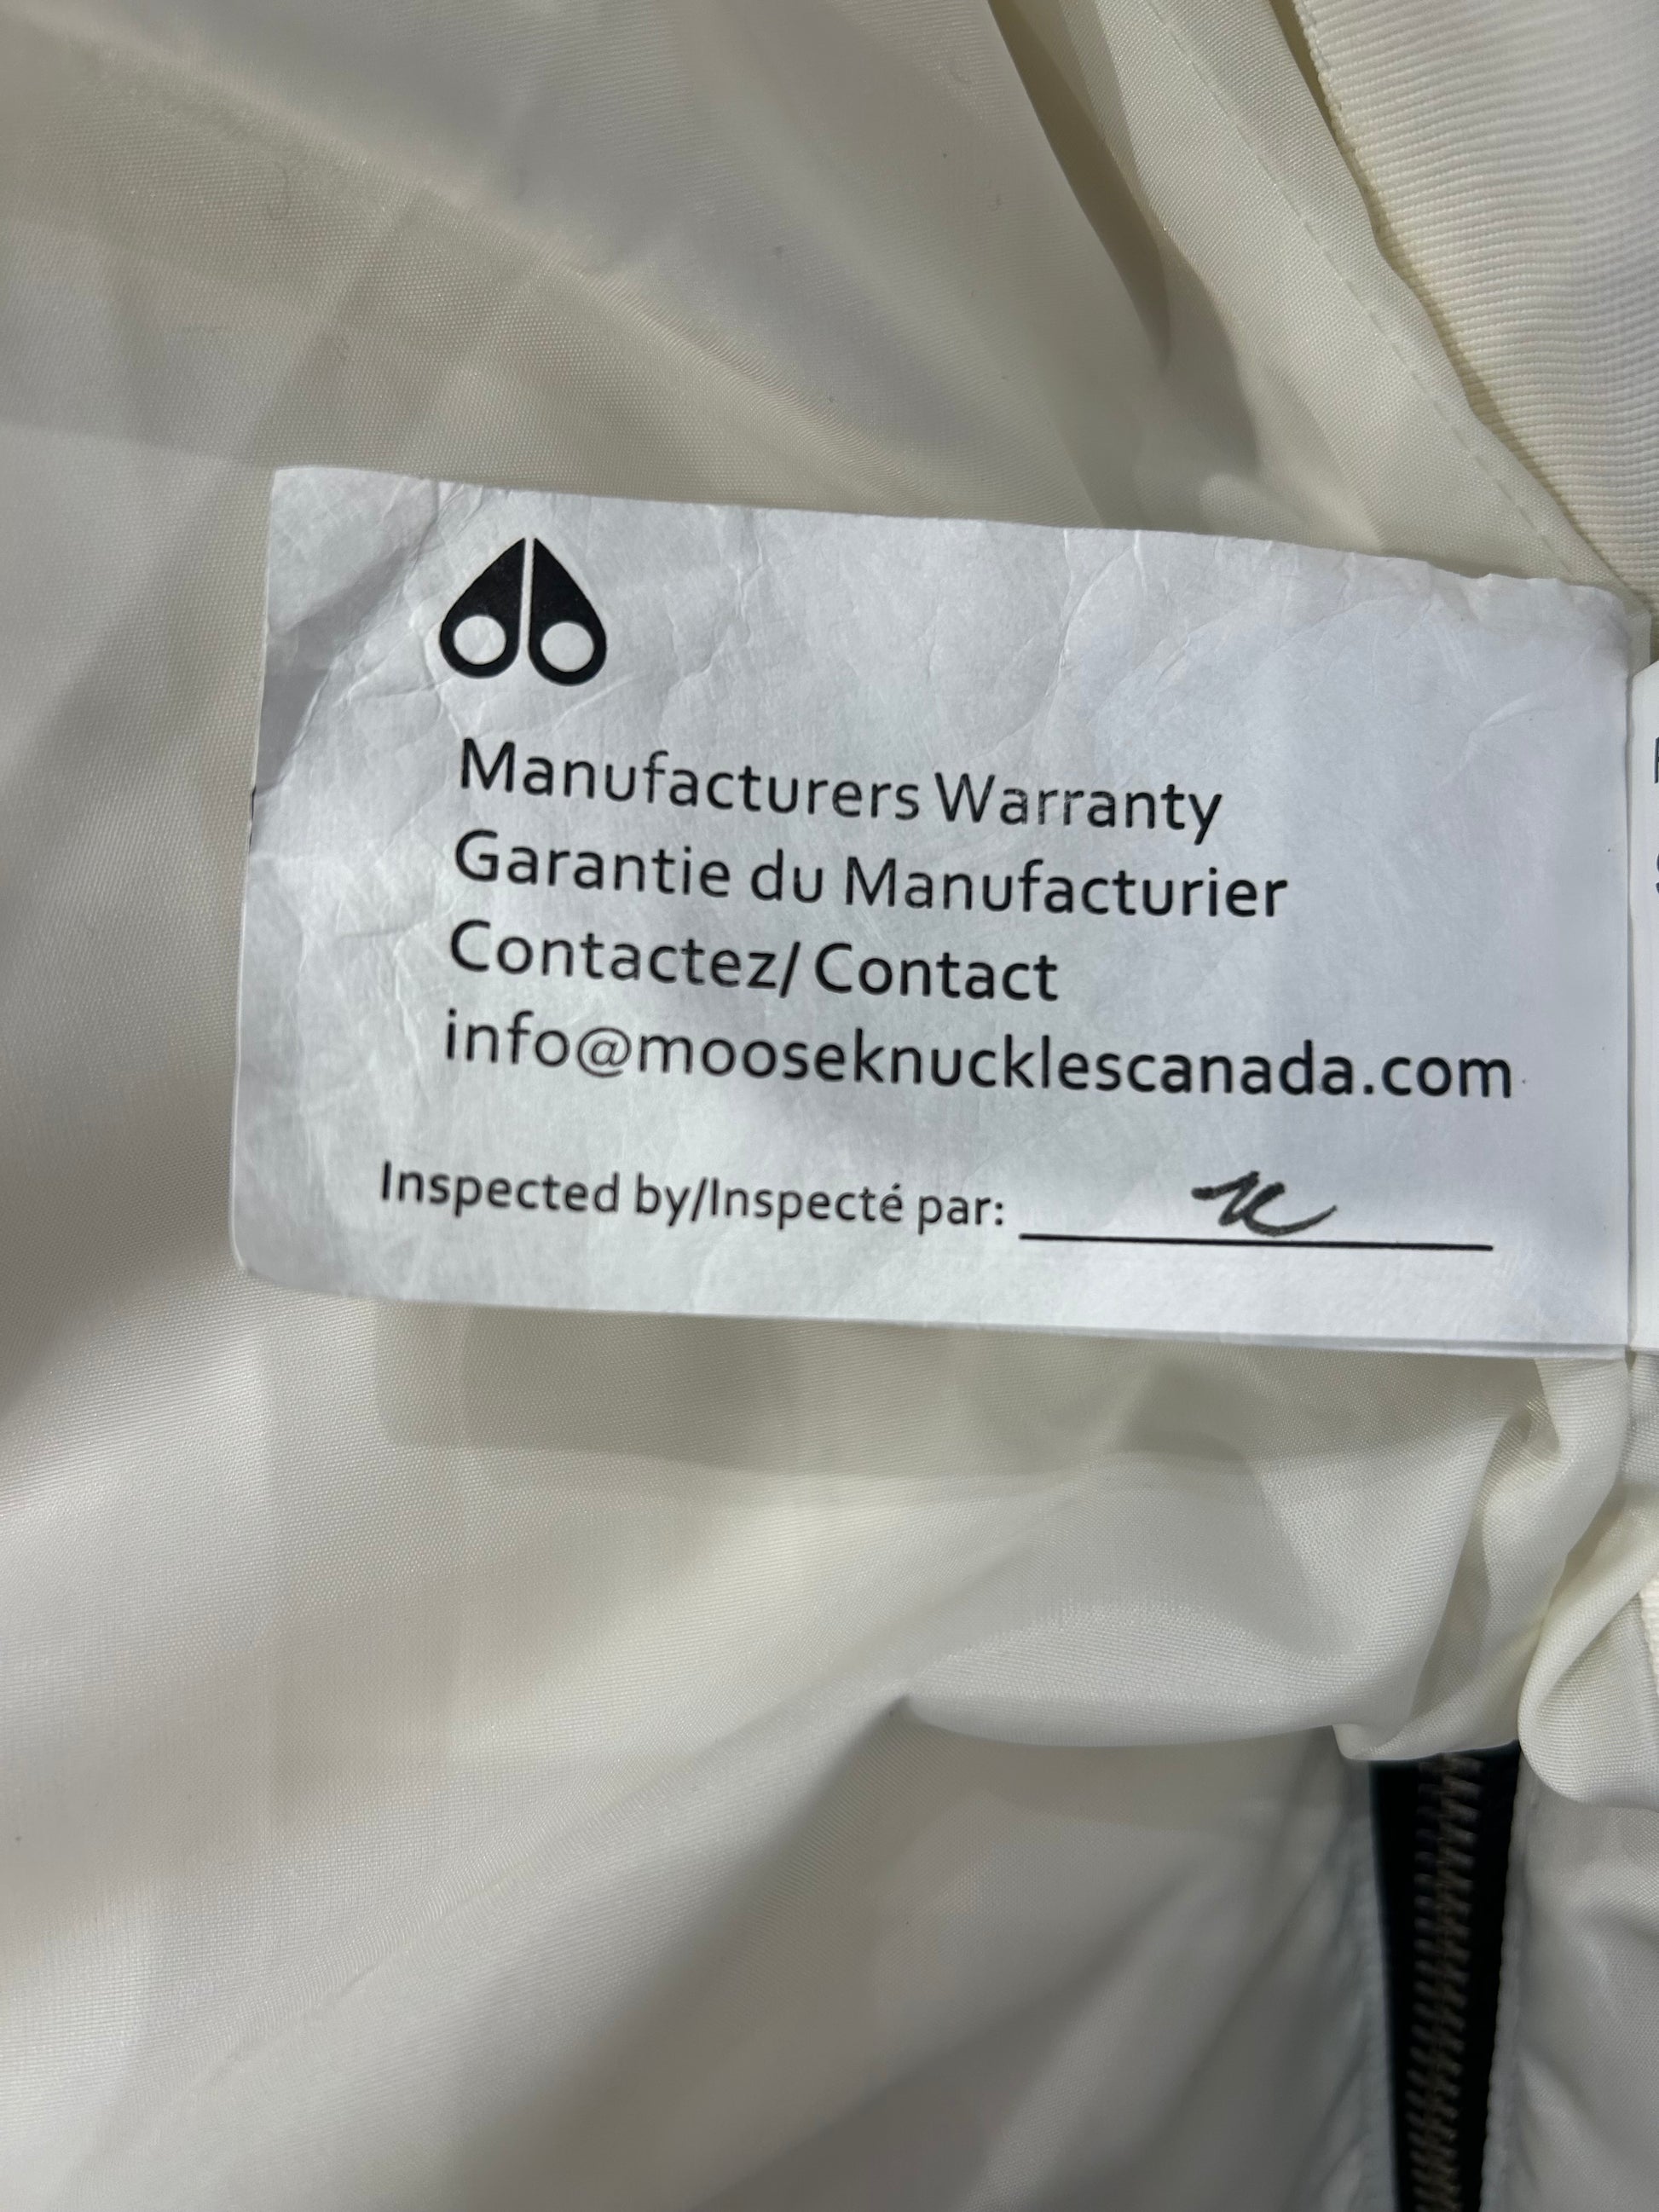 Manufacturers Warranty
Garantie du Manufacturier
Contactez/ Contact
info@mooseknucklescanada.com
Inspected by/Inspecté par: